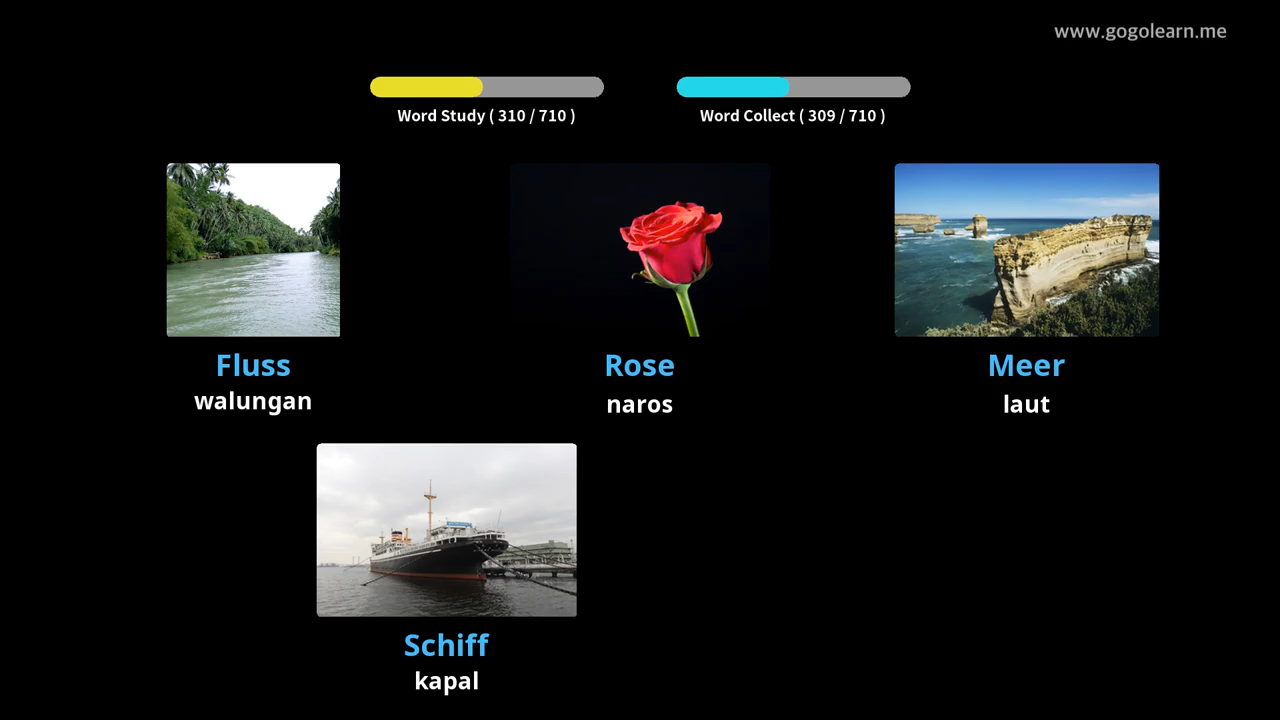 www.gogolearn.me
Word Study ( 310 / 710 )
Word Collect ( 309 / 710 )
Fluss
walungan
Rose
naros
Meer
laut
Schiff
kapal